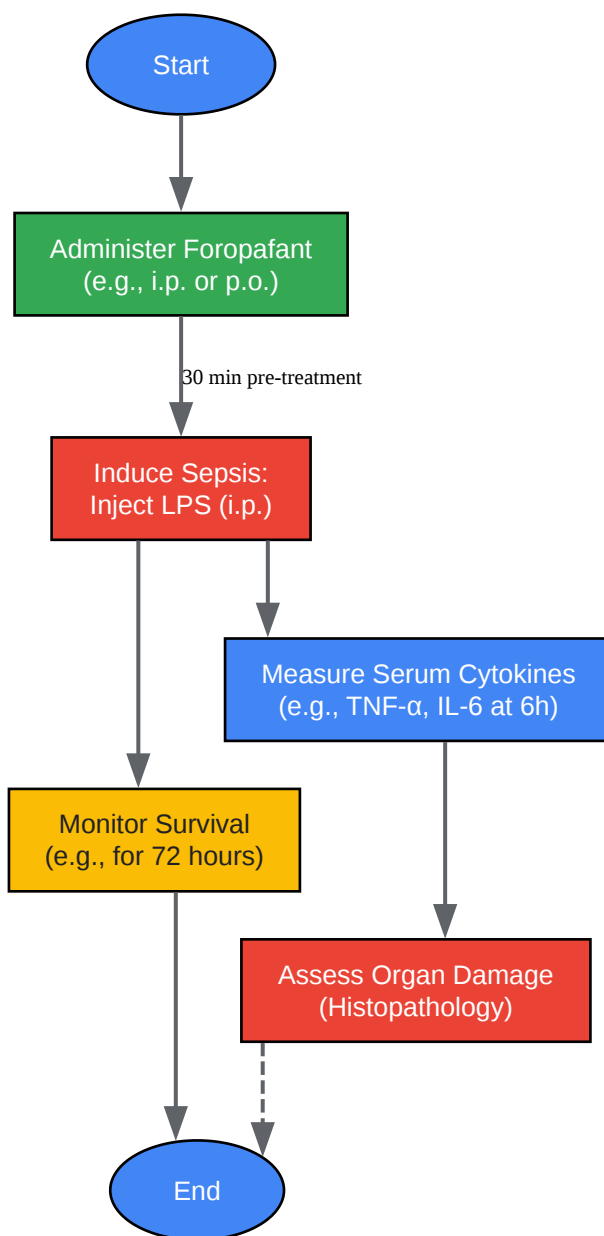 Start
Administer Foropafant
(e.g., i.p. or p.o.)
30 min pre-treatment
Induce Sepsis:
Inject LPS (i.p.)
Measure Serum Cytokines
(e.g., TNF-α, IL-6 at 6h)
Monitor Survival
(e.g., for 72 hours)
Assess Organ Damage
(Histopathology)
End